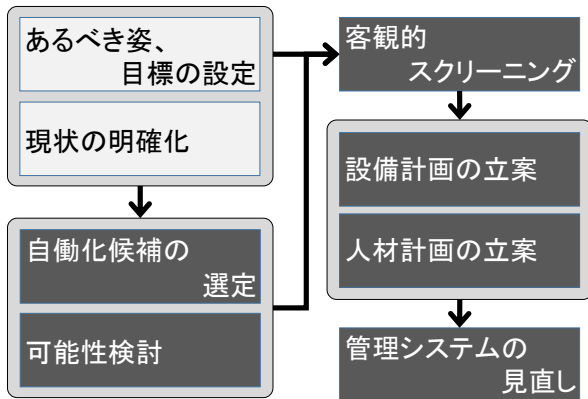 あるべき姿、
目標の設定
現状の明確化
自働化候補の
選定
可能性検討
客観的
スクリーニング
設備計画の立案
人材計画の立案
管理システムの
見直し